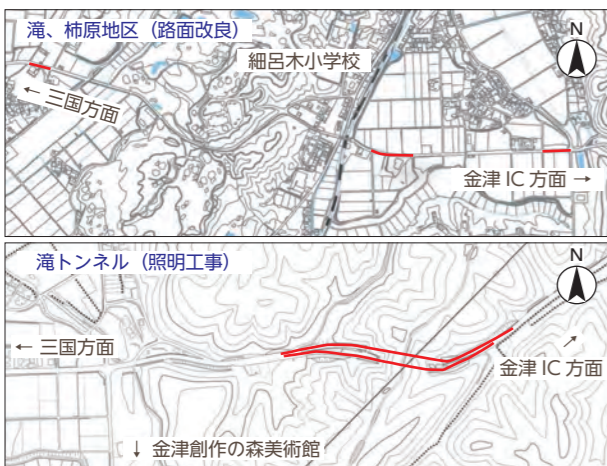 滝、柿原地区（路面改良）
細呂木小学校
N
← 三国方面
金津 IC 方面 →
滝トンネル（照明工事）
N
← 三国方面
↗
金津 IC 方面
↓ 金津創作の森美術館